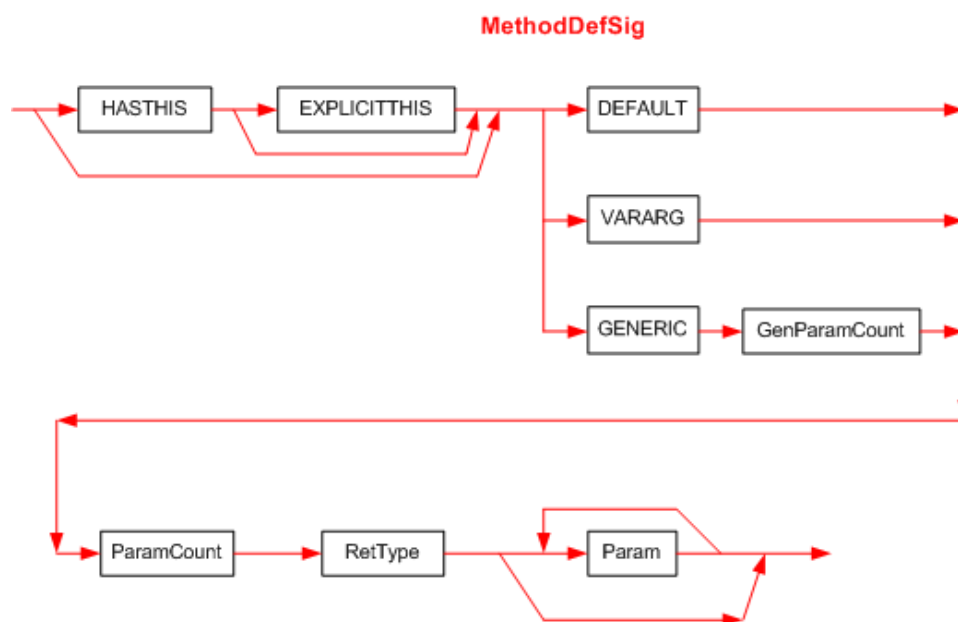 MethodDefSig
HASTHIS EXPLICITTHIS DEFAULT
VARARG
GENERIC GenParamCount
ParamCount RetType Param